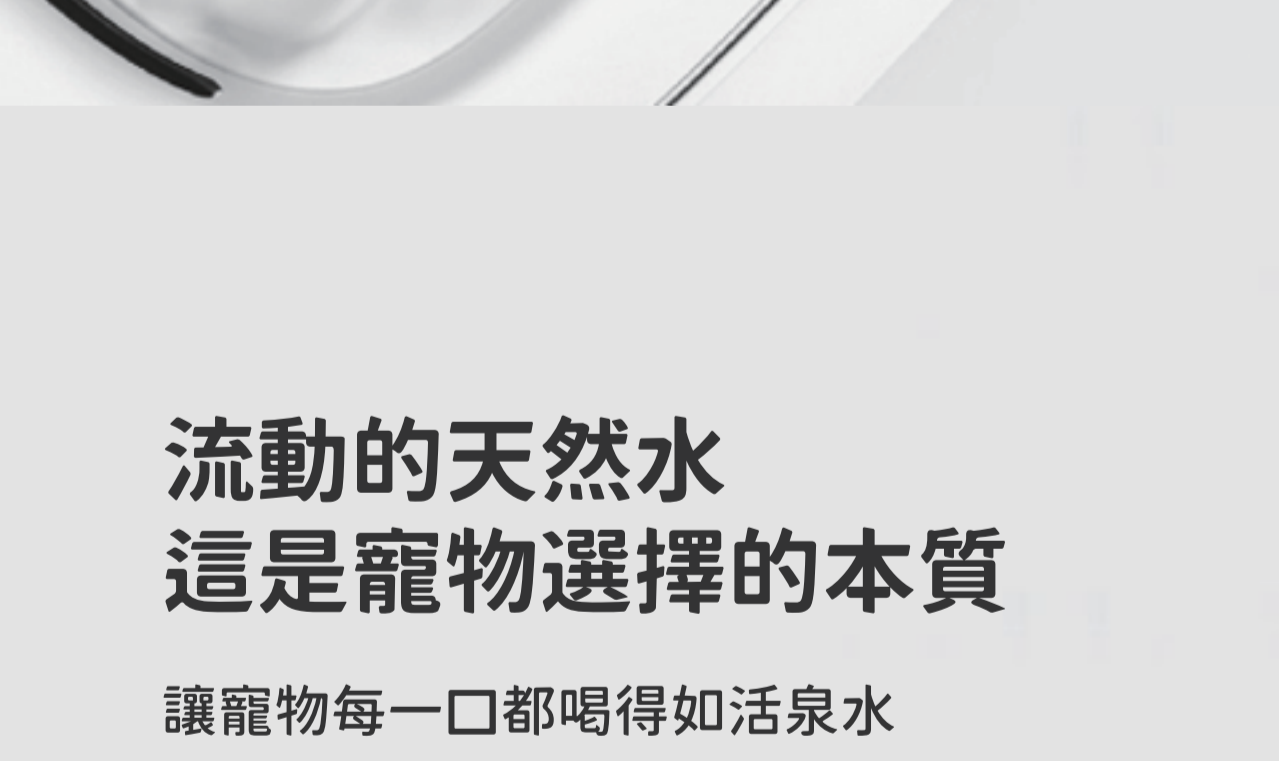 流動的天然水
這是寵物選擇的本質
讓寵物每一口都喝得如活泉水